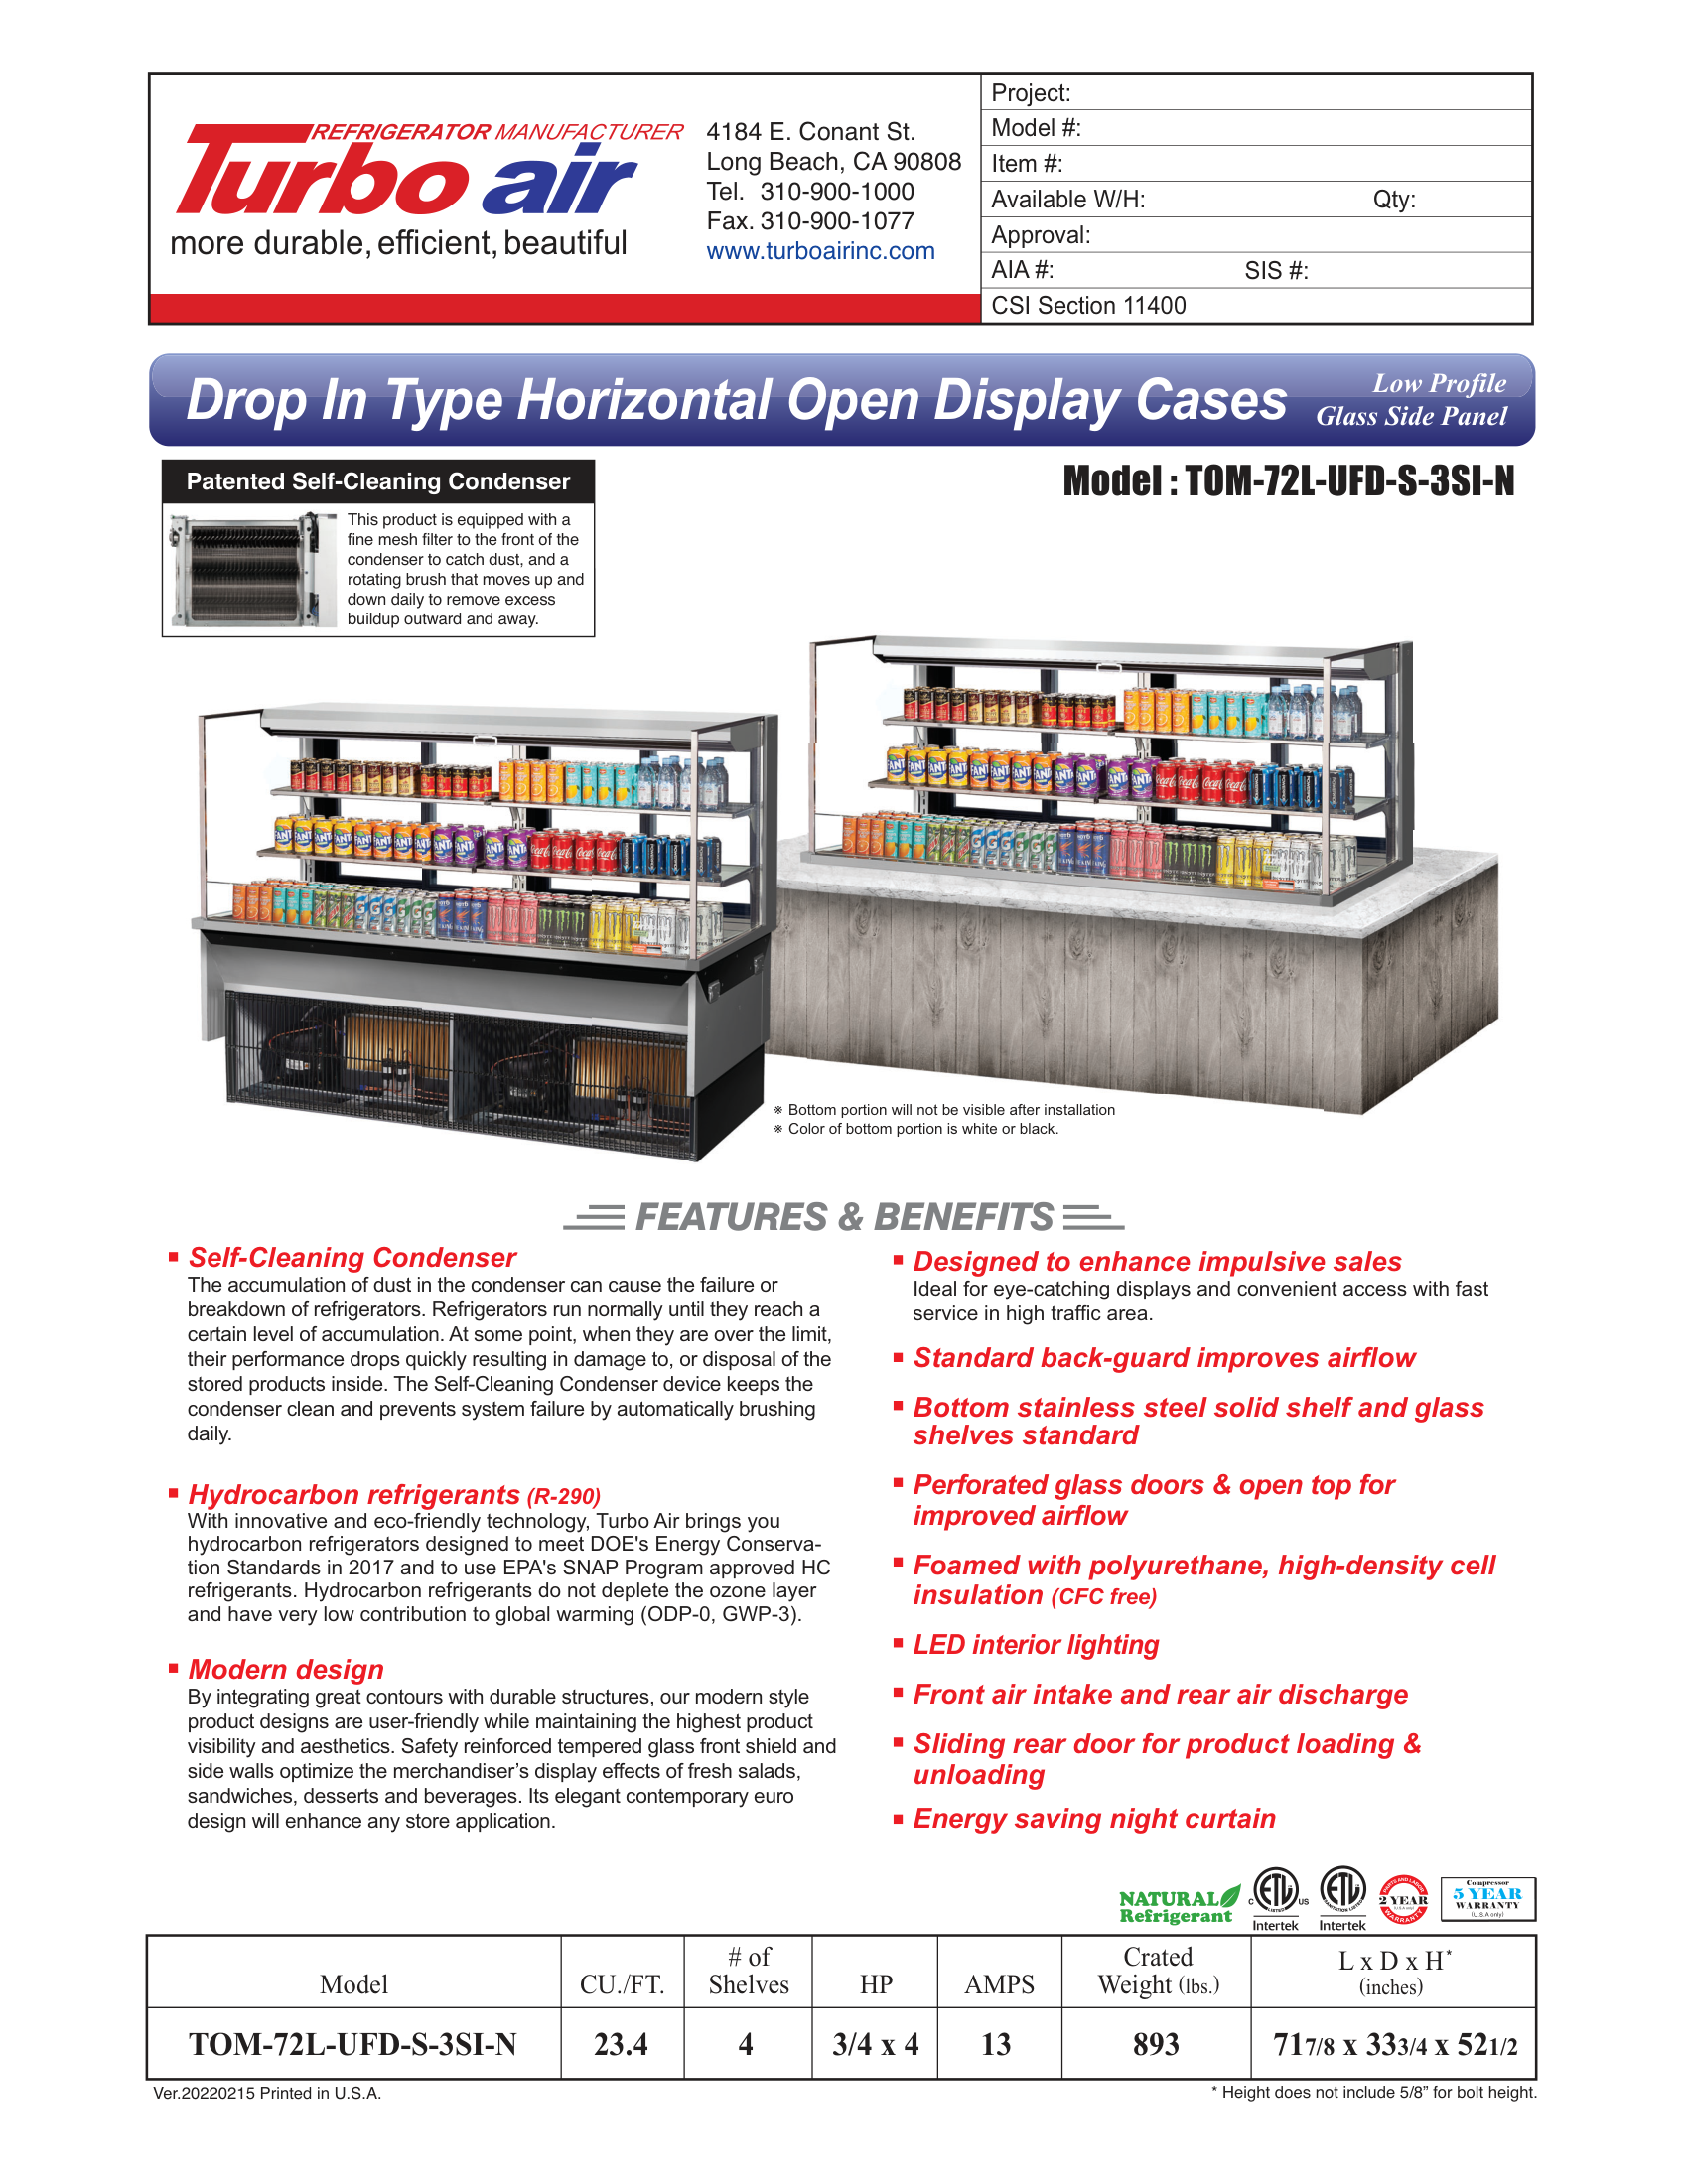 REFRIGERATOR MANUFACTURER
Turbo air
more durable, efficient, beautiful
4184 E. Conant St.
Long Beach, CA 90808
Tel. 310-900-1000
Fax. 310-900-1077
www.turboairinc.com
Project:
Model #:
Item #:
Available W/H: Qty:
Approval:
AIA #: SIS #:
CSI Section 11400
Drop In Type Horizontal Open Display Cases
Low Profile
Glass Side Panel
Patented Self-Cleaning Condenser
This product is equipped with a
fine mesh filter to the front of the
condenser to catch dust, and a
rotating brush that moves up and
down daily to remove excess
buildup outward and away.
Model : TOM-72L-UFD-S-3SI-N
※ Bottom portion will not be visible after installation
※ Color of bottom portion is white or black.
FEATURES & BENEFITS
Self-Cleaning Condenser
The accumulation of dust in the condenser can cause the failure or
breakdown of refrigerators. Refrigerators run normally until they reach a
certain level of accumulation. At some point, when they are over the limit,
their performance drops quickly resulting in damage to, or disposal of the
stored products inside. The Self-Cleaning Condenser device keeps the
condenser clean and prevents system failure by automatically brushing
daily.
Hydrocarbon refrigerants (R-290)
With innovative and eco-friendly technology, Turbo Air brings you
hydrocarbon refrigerators designed to meet DOE's Energy Conserva-
tion Standards in 2017 and to use EPA's SNAP Program approved HC
refrigerants. Hydrocarbon refrigerants do not deplete the ozone layer
and have very low contribution to global warming (ODP-0, GWP-3).
Modern design
By integrating great contours with durable structures, our modern style
product designs are user-friendly while maintaining the highest product
visibility and aesthetics. Safety reinforced tempered glass front shield and
side walls optimize the merchandiser’s display effects of fresh salads,
sandwiches, desserts and beverages. Its elegant contemporary euro
design will enhance any store application.
Designed to enhance impulsive sales
Ideal for eye-catching displays and convenient access with fast
service in high traffic area.
Standard back-guard improves airflow
Bottom stainless steel solid shelf and glass
shelves standard
Perforated glass doors & open top for
improved airflow
Foamed with polyurethane, high-density cell
insulation (CFC free)
LED interior lighting
Front air intake and rear air discharge
Sliding rear door for product loading &
unloading
Energy saving night curtain
NATURAL
Refrigerant
C ETL US
LISTED
Intertek
ETL
SANITATION LISTED
Intertek
PARTS AND LABOR
2 YEAR
(U.S.A only)
WARRANTY
Compressor
5 YEAR
WARRANTY
(U.S.A only)
Model CU./FT. # of Shelves HP AMPS Crated Weight (lbs.) L x D x H* (inches)
TOM-72L-UFD-S-3SI-N 23.4 4 3/4 x 4 13 893 71 7/8 x 33 3/4 x 52 1/2
Ver.20220215 Printed in U.S.A.
* Height does not include 5/8” for bolt height.